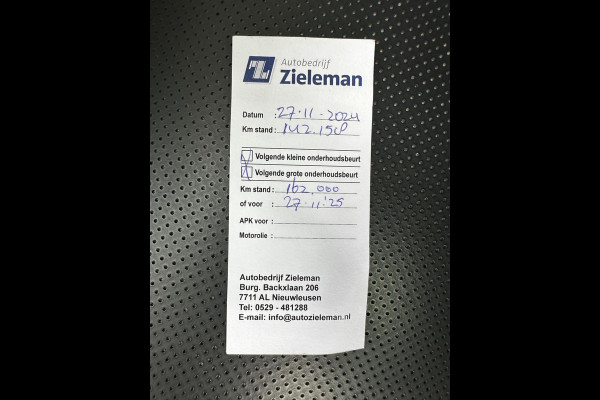 Autobedrijf
Zieleman
Datum : 27-11-2024
Km stand : 142.150
Volgende kleine onderhoudsbeurt
Volgende grote onderhoudsbeurt
Km stand : 162,000
of voor : 27-11-'25
APK voor :
Motorolie :
Autobedrijf Zieleman
Burg. Backxlaan 206
7711 AL Nieuwleusen
Tel: 0529 - 481288
E-mail: info@autozieleman.nl